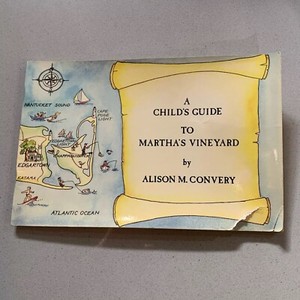 NANTUCKET SOUND
CAPE
POGE
LIGHT
EDGARTOWN
KATAMA
ATLANTIC OCEAN
A
CHILD'S GUIDE
TO
MARTHA'S VINEYARD
by
ALISON M. CONVERY